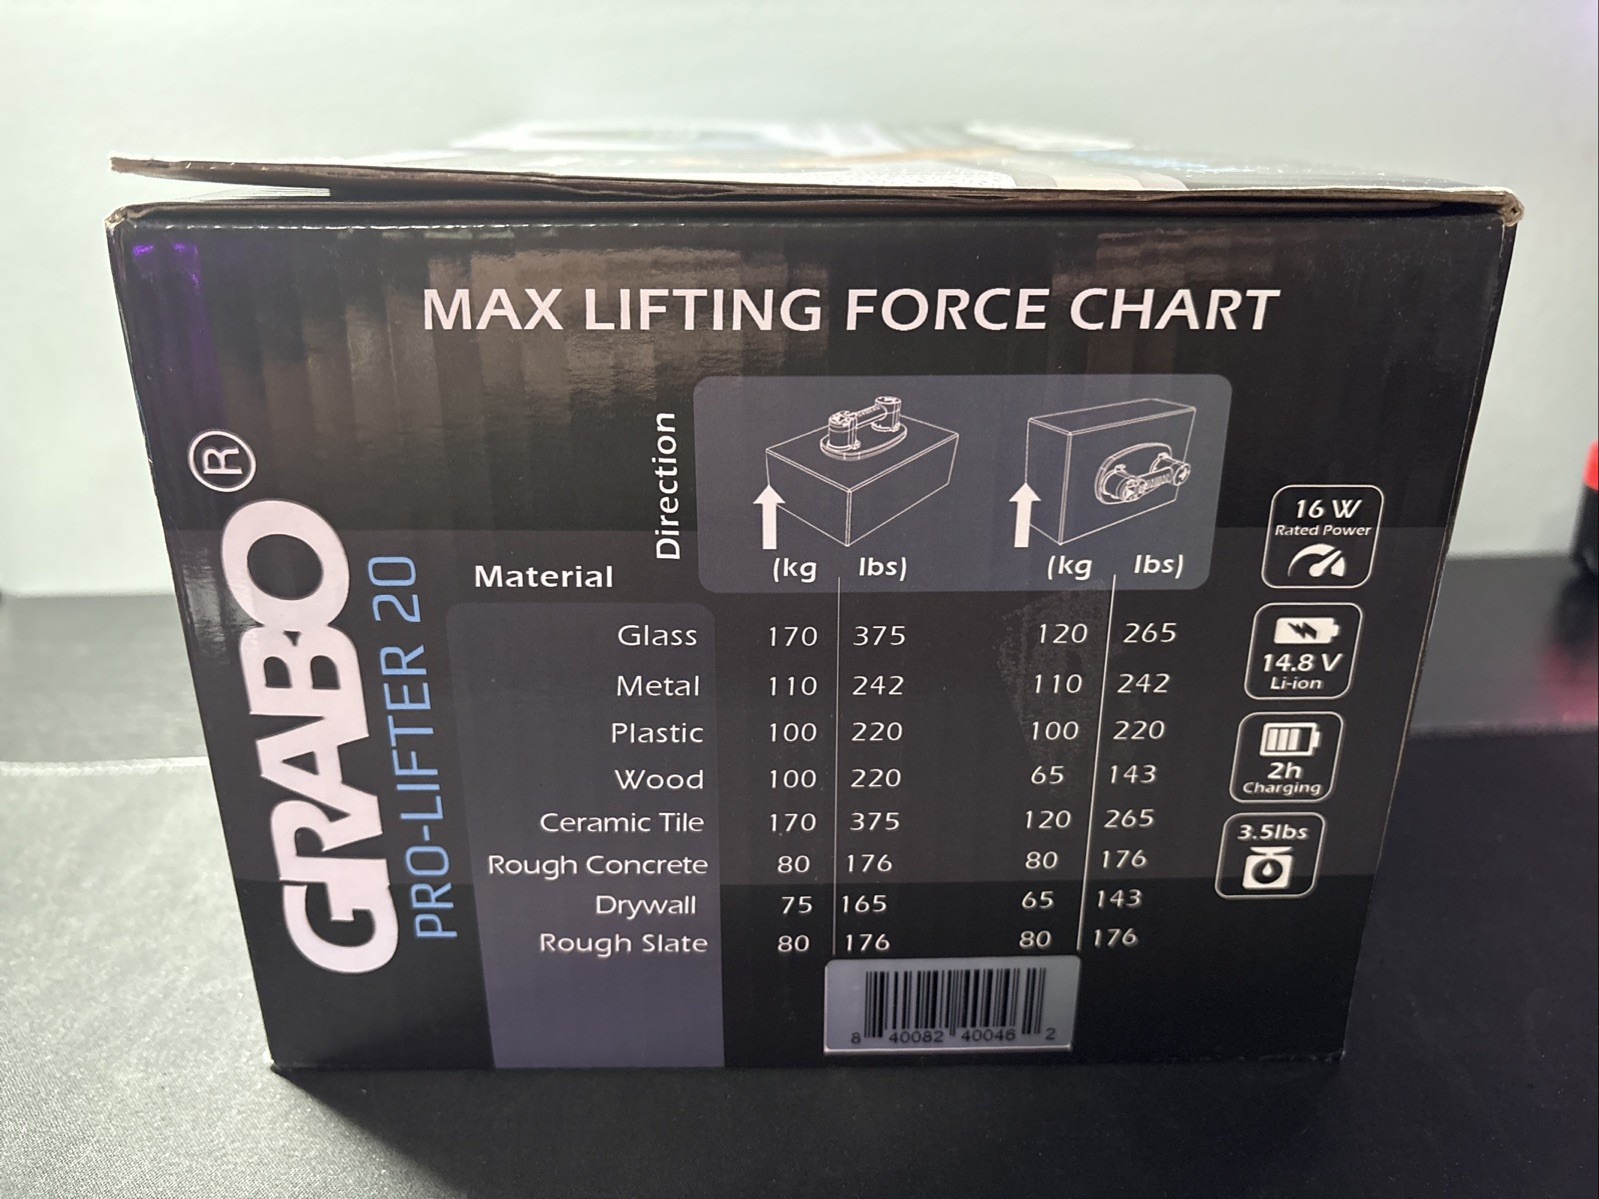 MAX LIFTING FORCE CHART
GRABO®
PRO-LIFTER 20
Direction
Material (kg lbs) (kg lbs)
Glass 170 375 120 265
Metal 110 242 110 242
Plastic 100 220 100 220
Wood 100 220 65 143
Ceramic Tile 170 375 120 265
Rough Concrete 80 176 80 176
Drywall 75 165 65 143
Rough Slate 80 176 80 176
16 W
Rated Power
14.8 V
Li-ion
2h
Charging
3.5lbs
8 40082 40046 2